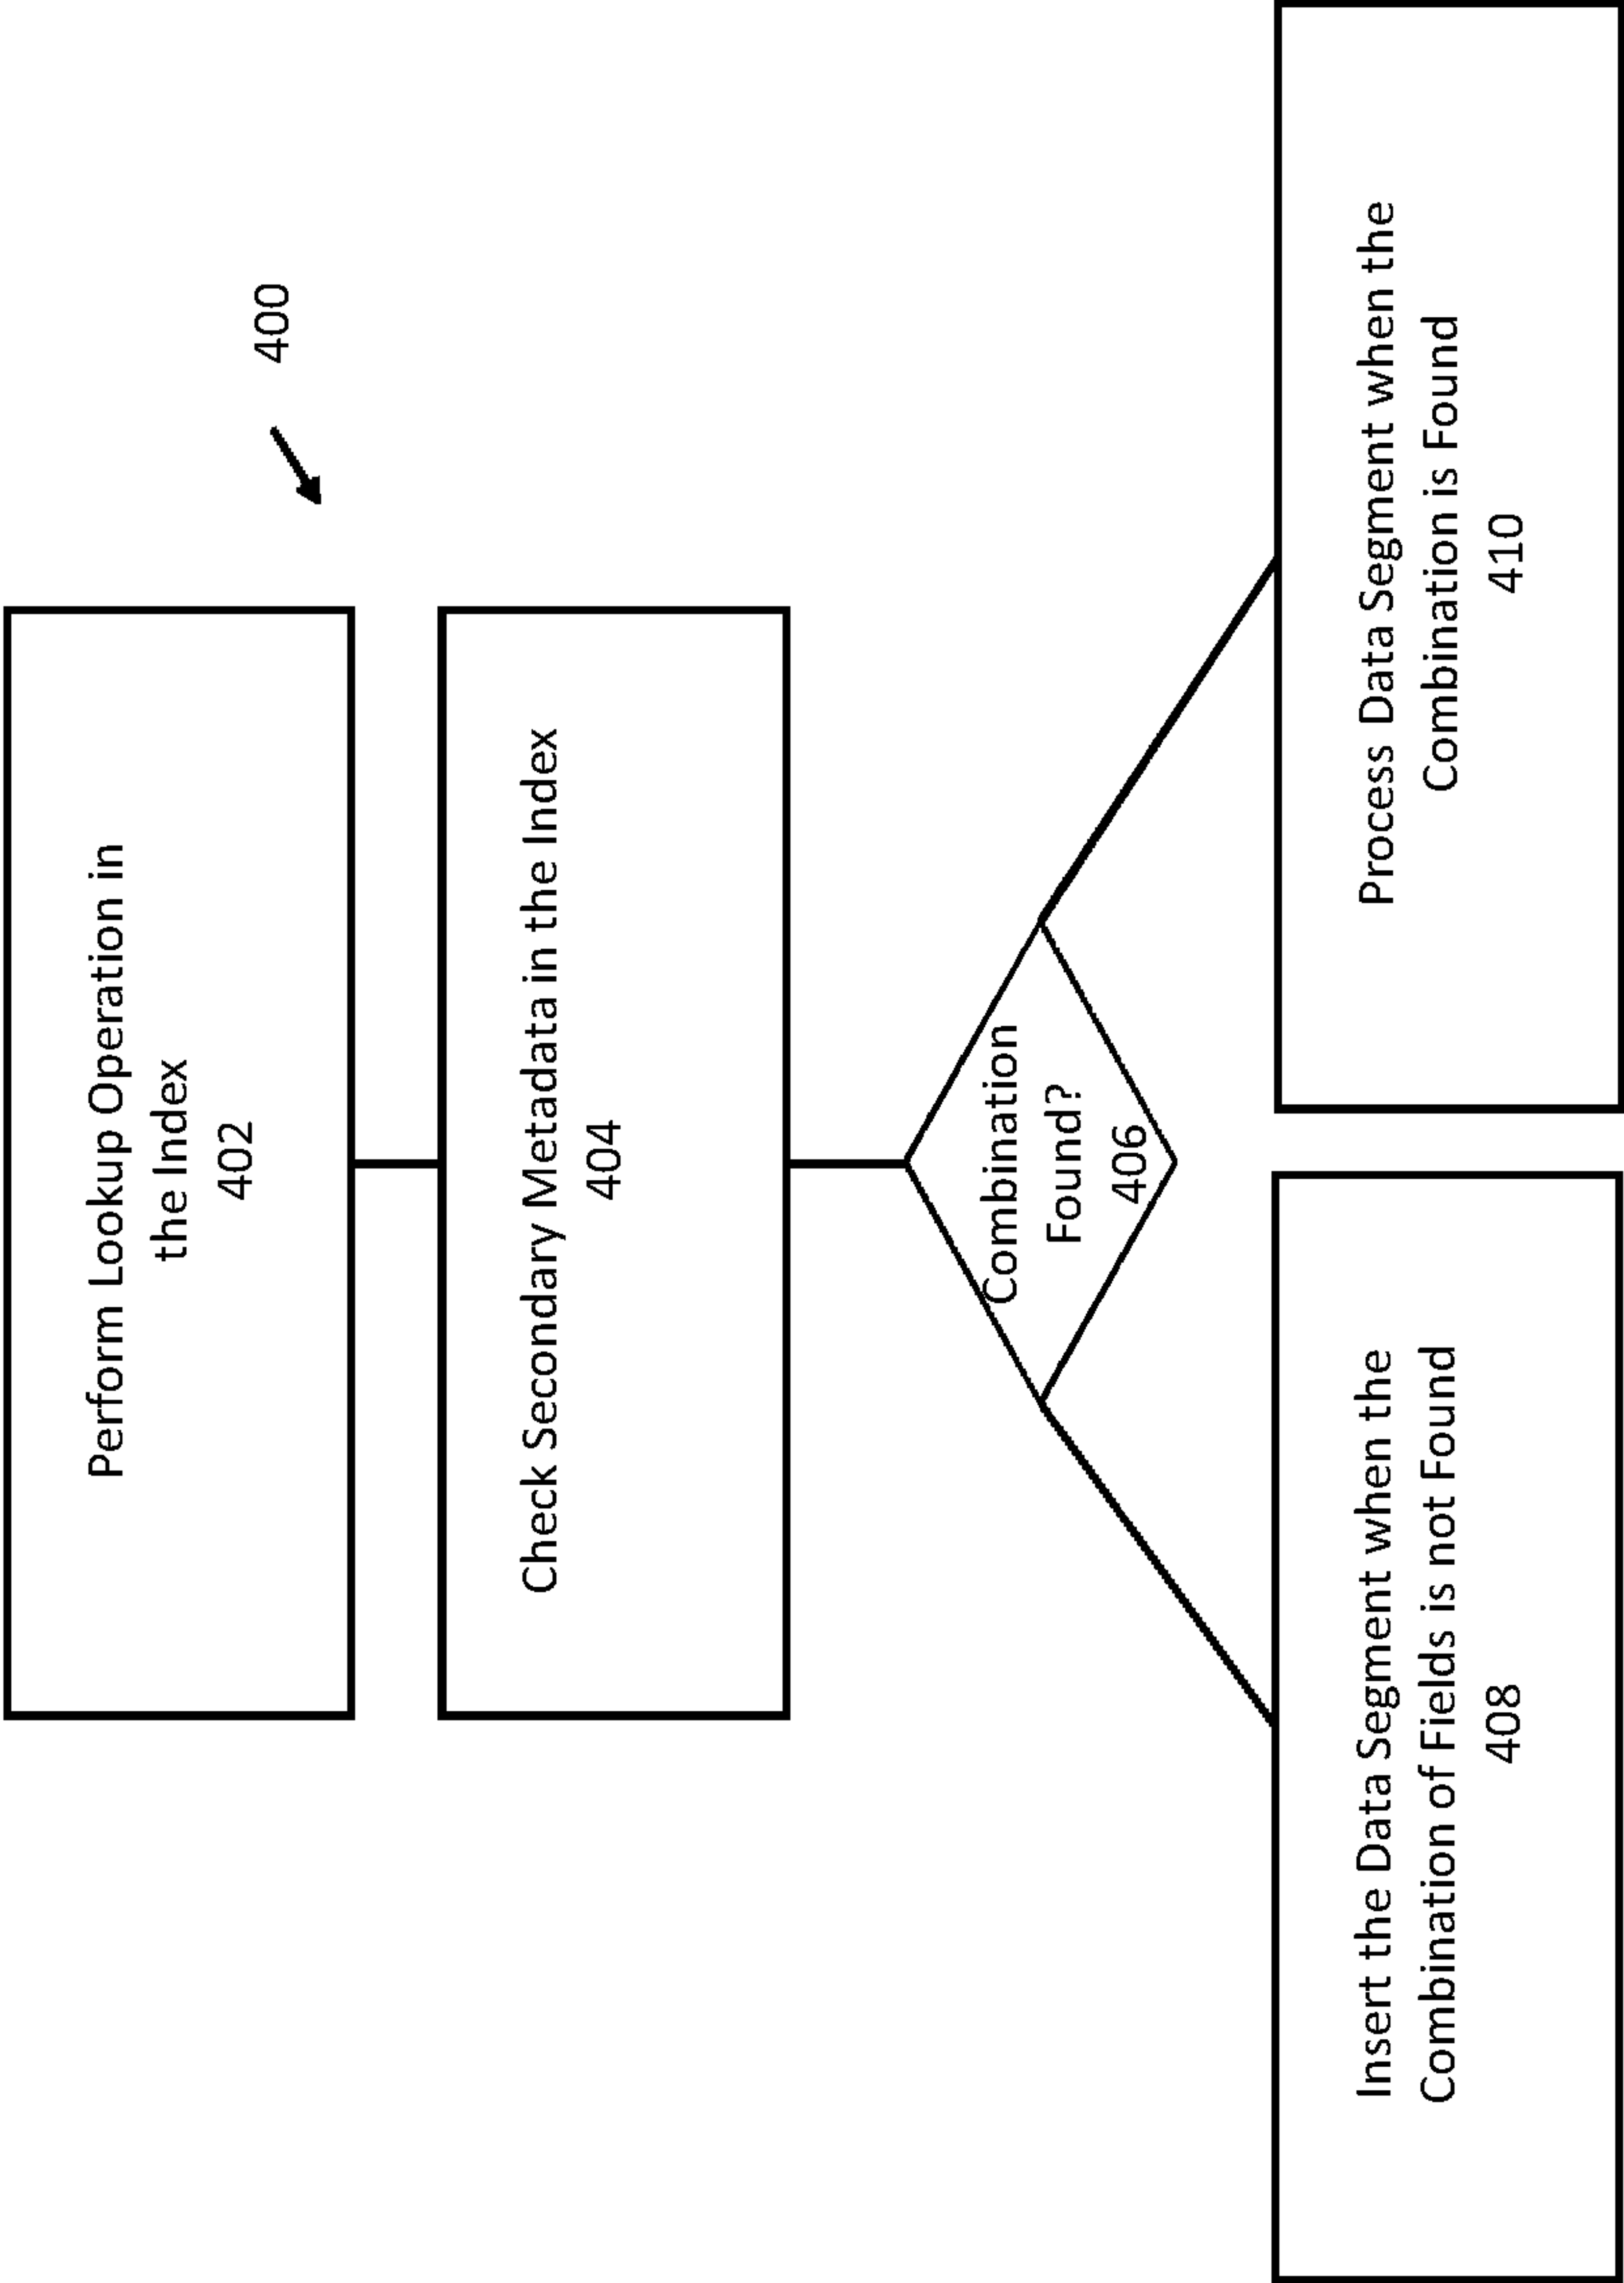 400
Perform Lookup Operation in
the Index
402
Check Secondary Metadata in the Index
404
Combination
Found?
406
Insert the Data Segment when the
Combination of Fields is not Found
408
Process Data Segment when the
Combination is Found
410